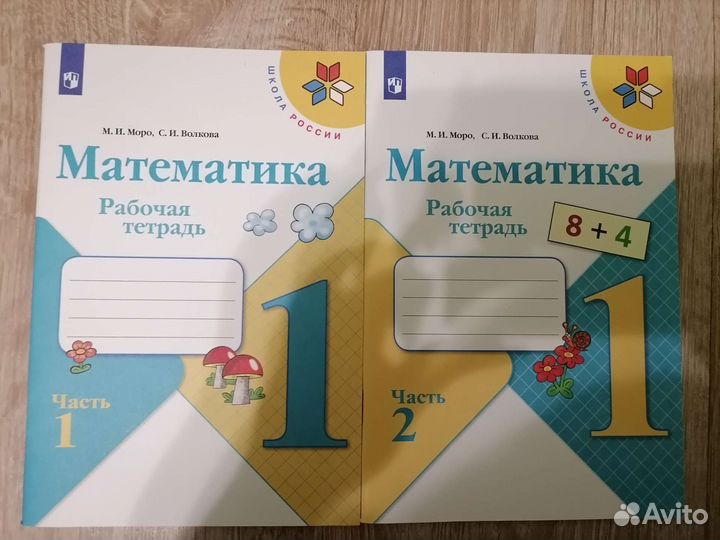 ШКОЛА РОССИИ
М. И. Моро, С. И. Волкова
Математика
Рабочая
тетрадь
1
Часть
1
ШКОЛА РОССИИ
М. И. Моро, С. И. Волкова
Математика
Рабочая
тетрадь
8 + 4
1
Часть
2
Avito